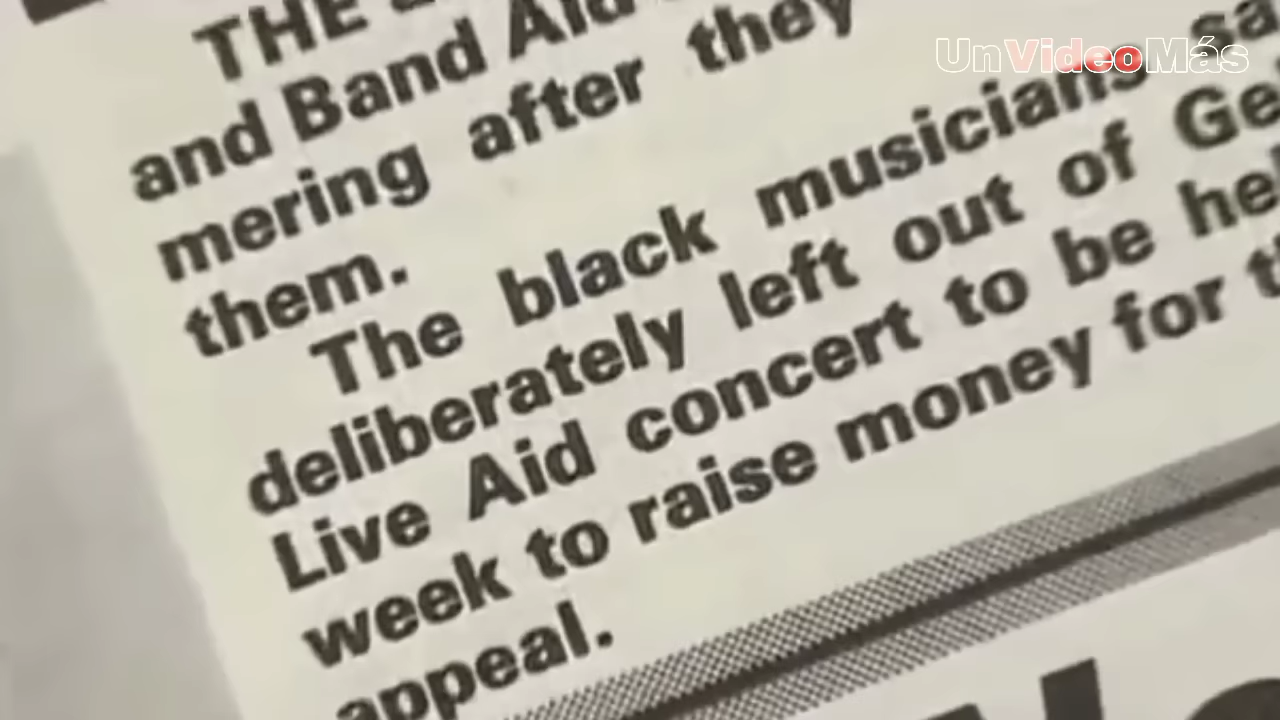 UnVideoMás
THE
and Band Aid
mering after they
them.
The black musicians
deliberately left out of
Live Aid concert to be
week to raise money for
appeal.